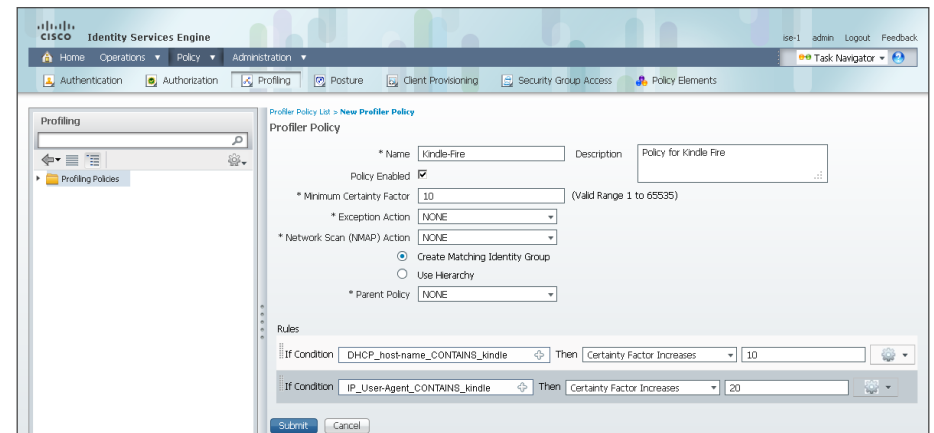 CISCO Identity Services Engine
ise-1 admin Logout Feedback
Home Operations Policy Administration
Task Navigator
Authentication Authorization Profiling Posture Client Provisioning Security Group Access Policy Elements
Profiling
Profiling Policies
Profiler Policy List > New Profiler Policy
Profiler Policy
* Name Kindle-Fire Description Policy for Kindle Fire
Policy Enabled
* Minimum Certainty Factor 10 (Valid Range 1 to 65535)
* Exception Action NONE
* Network Scan (NMAP) Action NONE
Create Matching Identity Group
Use Hierarchy
* Parent Policy NONE
Rules
If Condition DHCP_host-name_CONTAINS_kindle Then Certainty Factor Increases 10
If Condition IP_User-Agent_CONTAINS_kindle Then Certainty Factor Increases 20
Submit Cancel